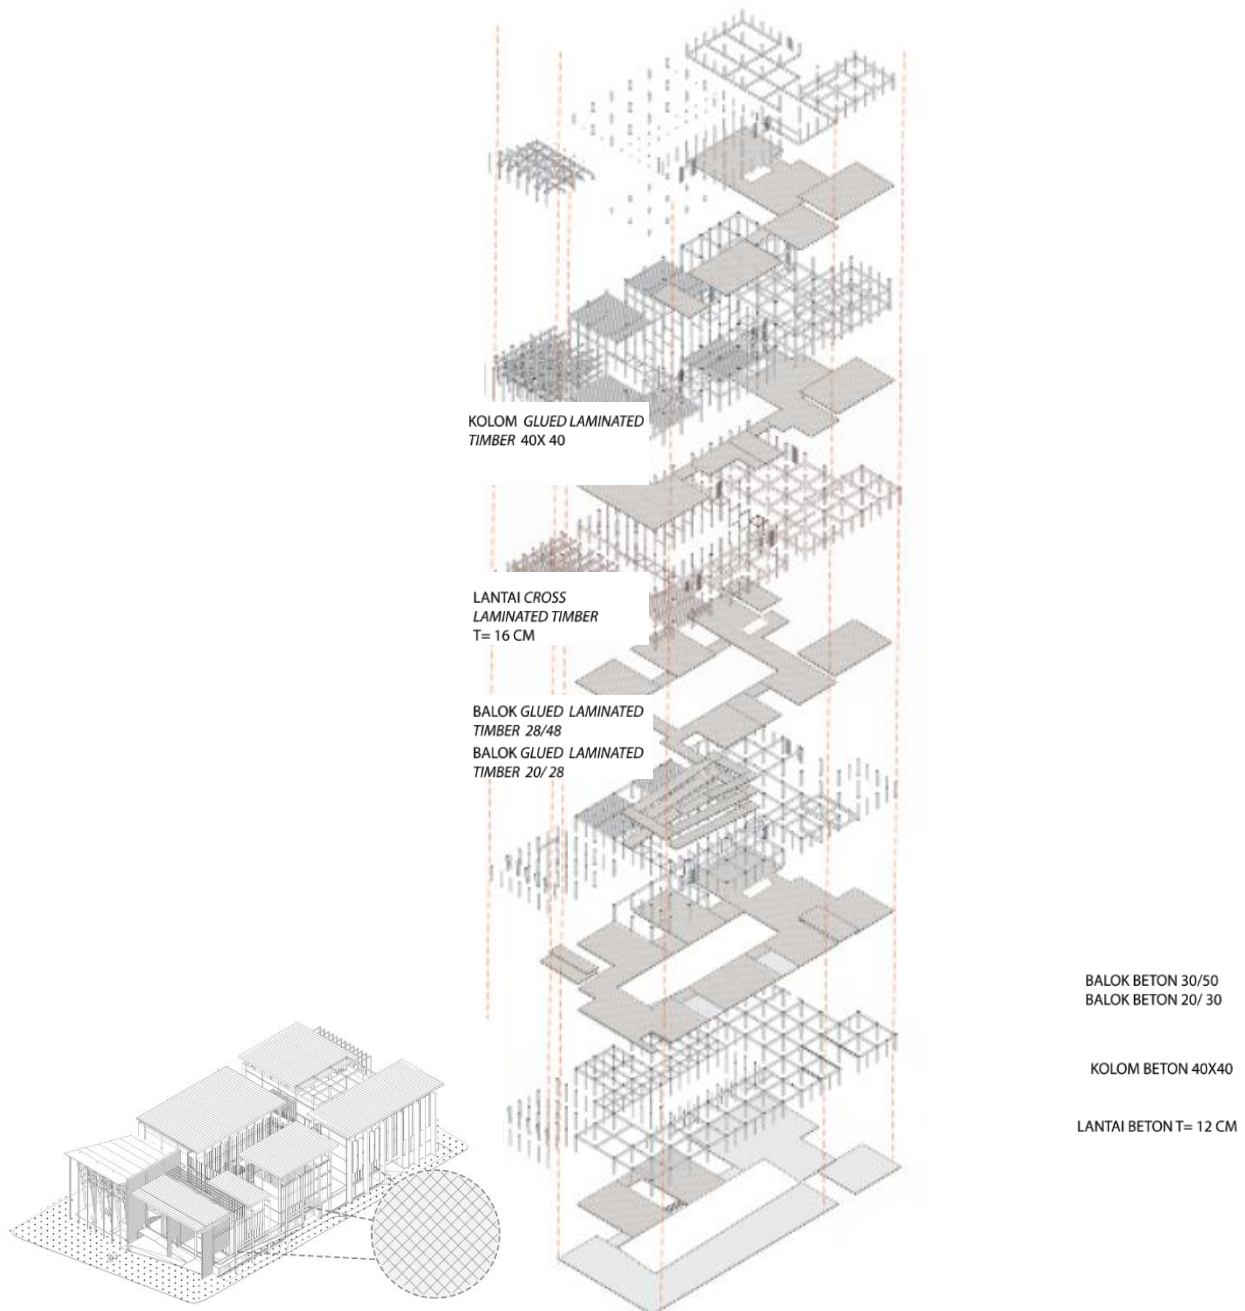 KOLOM GLUED LAMINATED
TIMBER 40X 40
LANTAI CROSS
LAMINATED TIMBER
T= 16 CM
BALOK GLUED LAMINATED
TIMBER 28/48
BALOK GLUED LAMINATED
TIMBER 20/ 28
BALOK BETON 30/50
BALOK BETON 20/ 30
KOLOM BETON 40X40
LANTAI BETON T= 12 CM